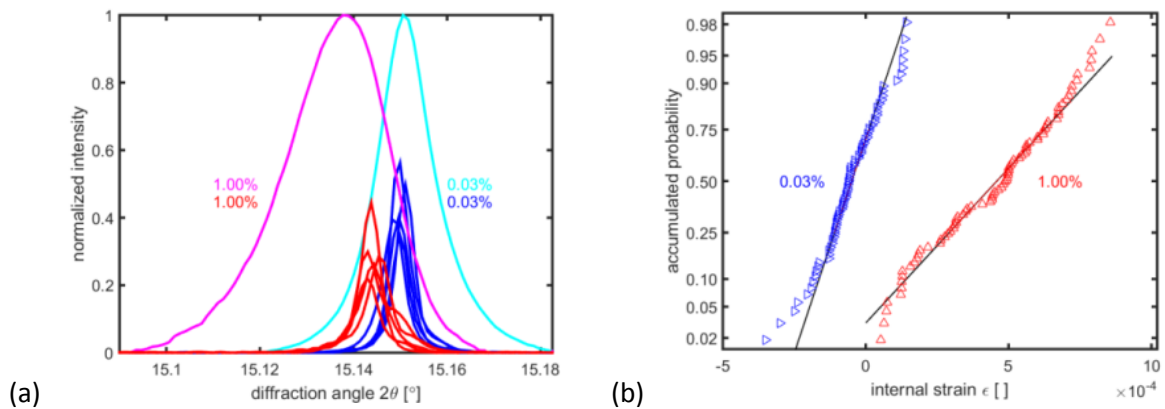 (a)
normalized intensity
1
0.8
0.6
0.4
0.2
0
1.00%
1.00%
0.03%
0.03%
15.1 15.12 15.14 15.16 15.18
diffraction angle 2θ [°]
(b)
accumulated probability
0.98
0.95
0.90
0.75
0.50
0.25
0.10
0.05
0.02
0.03%
1.00%
-5 0 5 10
internal strain ϵ [ ]
×10⁻⁴